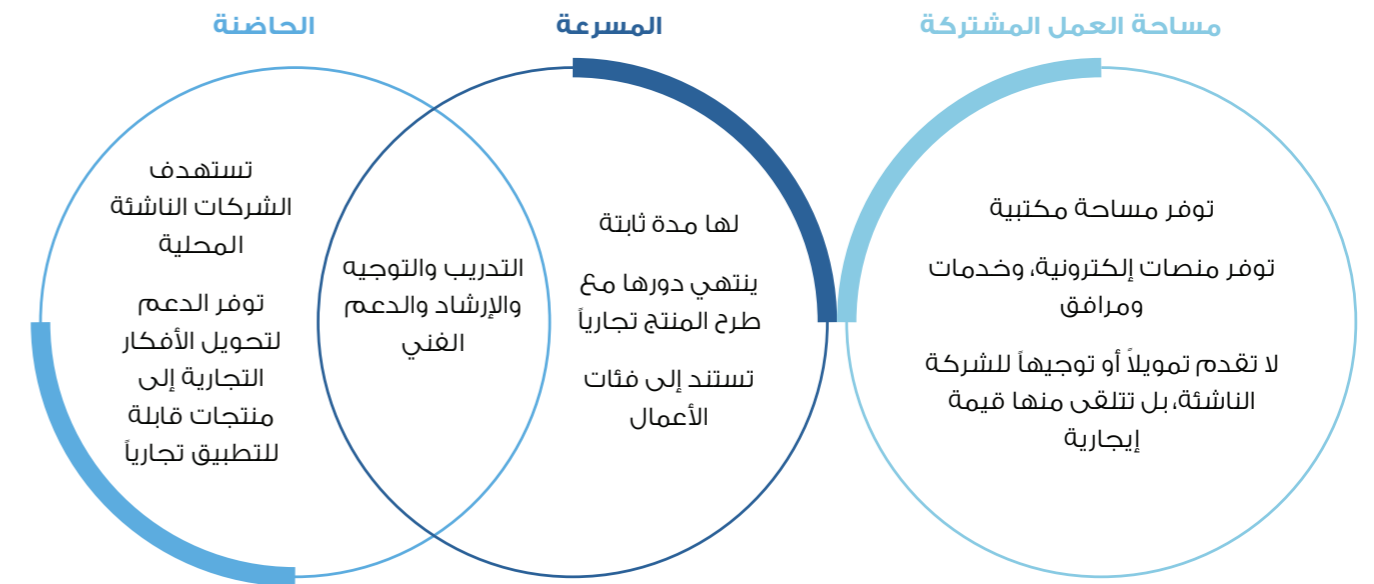 مساحة العمل المشتركة
توفر مساحة مكتبية
توفر منصات إلكترونية، وخدمات
ومرافق
لا تقدم تمويلاً أو توجيهاً للشركة
الناشئة، بل تتلقى منها قيمة
إيجارية
المسرعة
لها مدة ثابتة
ينتهي دورها مع
طرح المنتج تجارياً
تستند إلى فئات
الأعمال
التدريب والتوجيه
والإرشاد والدعم
الفني
الحاضنة
تستهدف
الشركات الناشئة
المحلية
توفر الدعم
لتحويل الأفكار
التجارية إلى
منتجات قابلة
للتطبيق تجارياً